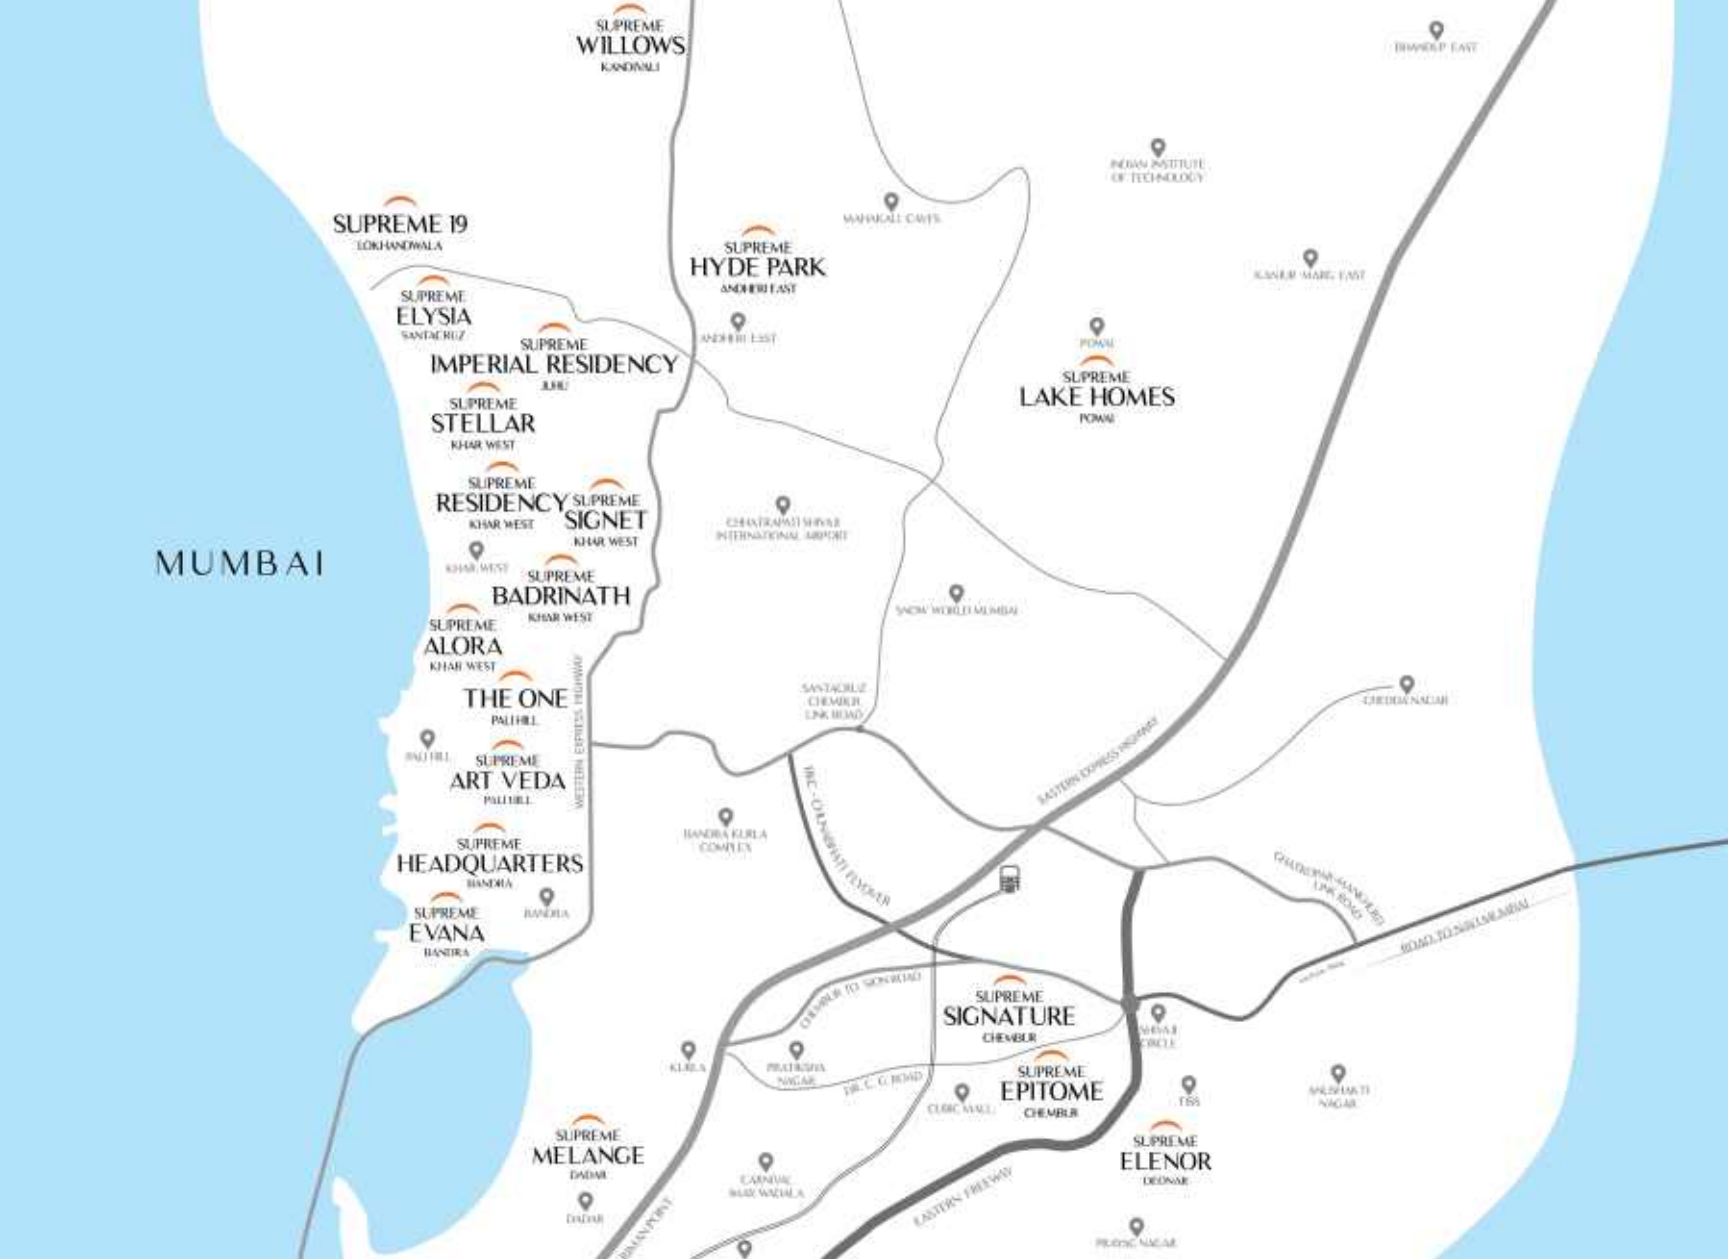 SUPREME
WILLOWS
KANDIVALI
BHANDUP EAST
INDIAN INSTITUTE
OF TECHNOLOGY
MAHAKALI CAVES
SUPREME 19
LOKHANDWALA
SUPREME
HYDE PARK
ANDHERI EAST
ANDHERI EAST
KANJUR MARG EAST
SUPREME
ELYSIA
SANTACRUZ
SUPREME
IMPERIAL RESIDENCY
JUHU
POWAI
SUPREME
LAKE HOMES
POWAI
SUPREME
STELLAR
KHAR WEST
SUPREME
RESIDENCY
KHAR WEST
SUPREME
SIGNET
KHAR WEST
CHHATRAPATI SHIVAJI
INTERNATIONAL AIRPORT
MUMBAI
KHAR WEST
SUPREME
BADRINATH
KHAR WEST
SNOW WORLD MUMBAI
SUPREME
ALORA
KHAR WEST
THE ONE
PALI HILL
WESTERN EXPRESS HIGHWAY
SANTACRUZ
CHEMBUR
LINK ROAD
CHEDDA NAGAR
PALI HILL
SUPREME
ART VEDA
PALI HILL
EASTERN EXPRESS HIGHWAY
BANDRA KURLA
COMPLEX
BKC - CHUNABHATTI FLYOVER
SUPREME
HEADQUARTERS
BANDRA
BANDRA
SUPREME
EVANA
BANDRA
GHATKOPAR-MANKHURD
LINK ROAD
ROAD TO NAVI MUMBAI
CHEMBUR TO SION ROAD
SUPREME
SIGNATURE
CHEMBUR
SHIVAJI
CIRCLE
KURLA
PRATIKSHA
NAGAR
DR. C. G. ROAD
SUPREME
EPITOME
CHEMBUR
CUBIC MALL
TISS
ANUSHAKTI
NAGAR
SUPREME
MELANGE
DADAR
DADAR
CARNIVAL
IMAX WADALA
SUPREME
ELENOR
DEONAR
EASTERN FREEWAY
PRAYAG NAGAR